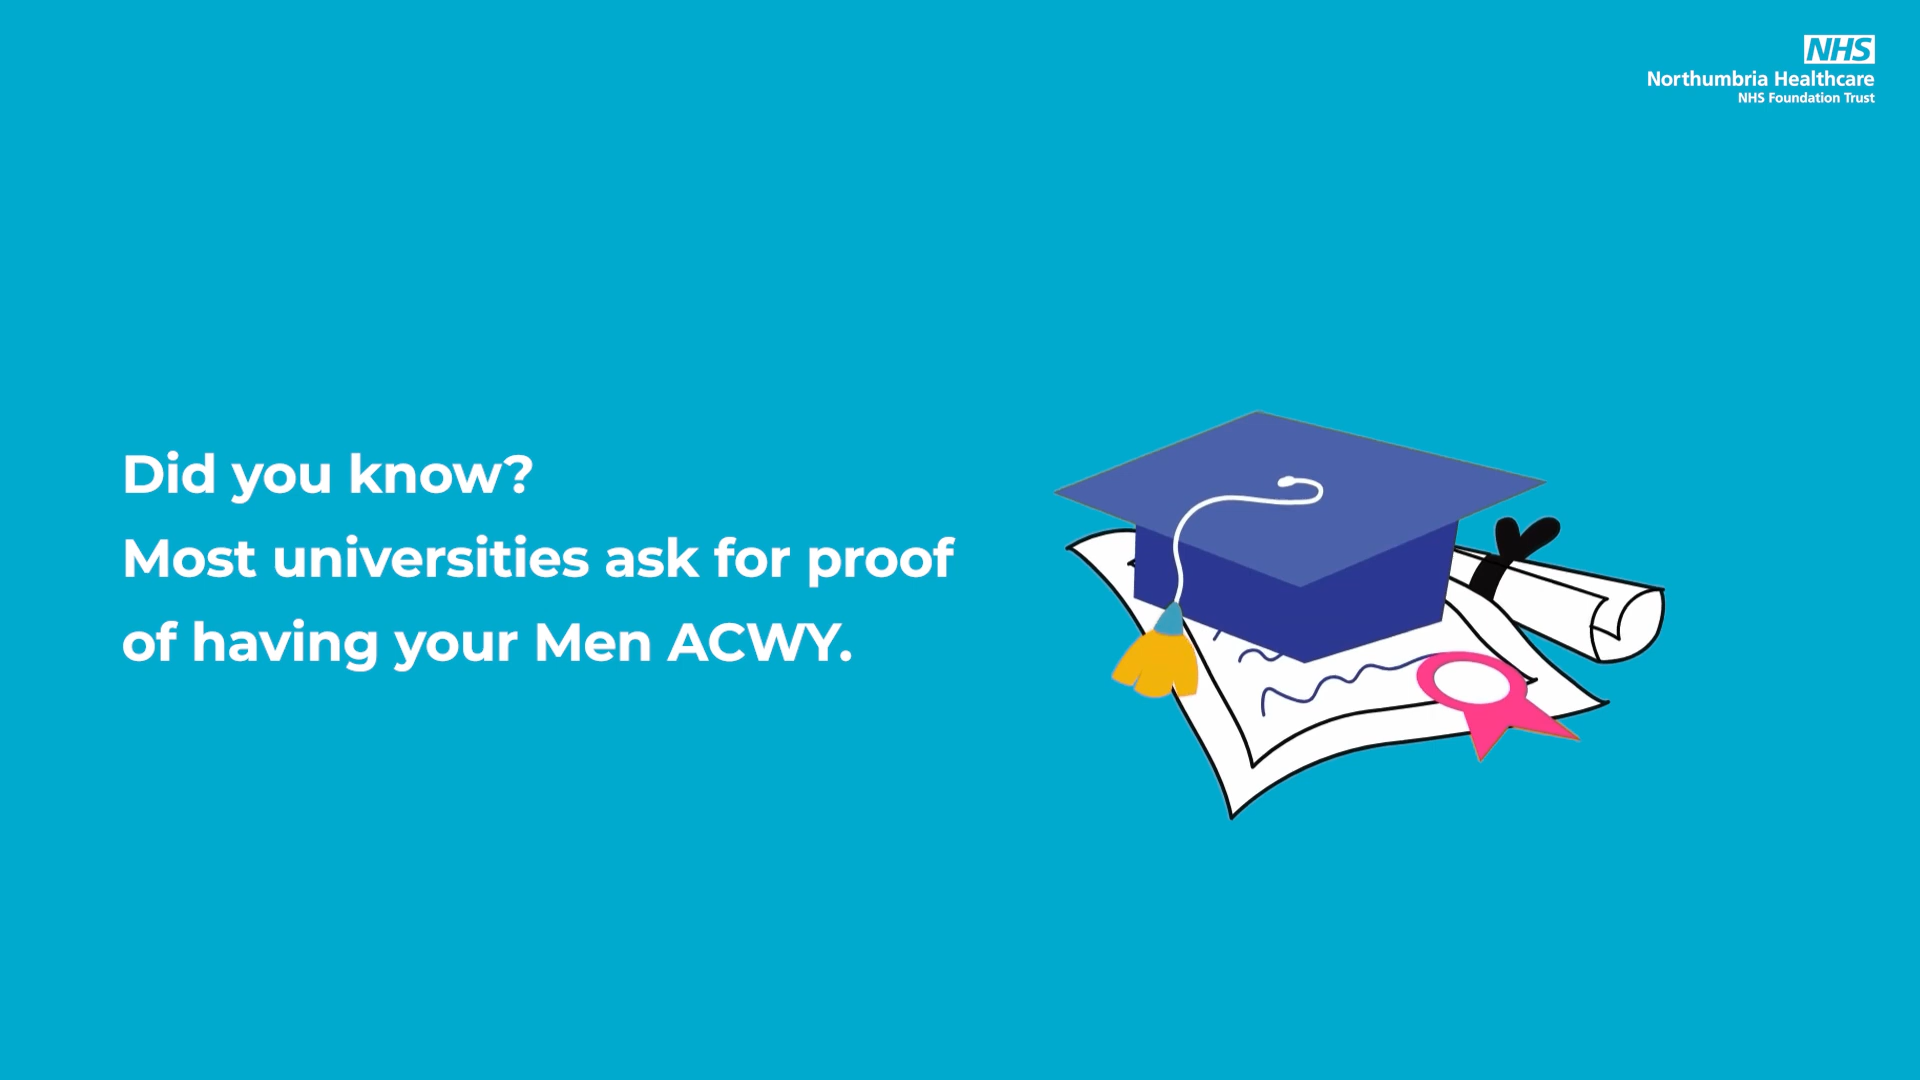 NHS
Northumbria Healthcare
NHS Foundation Trust
Did you know?
Most universities ask for proof
of having your Men ACWY.